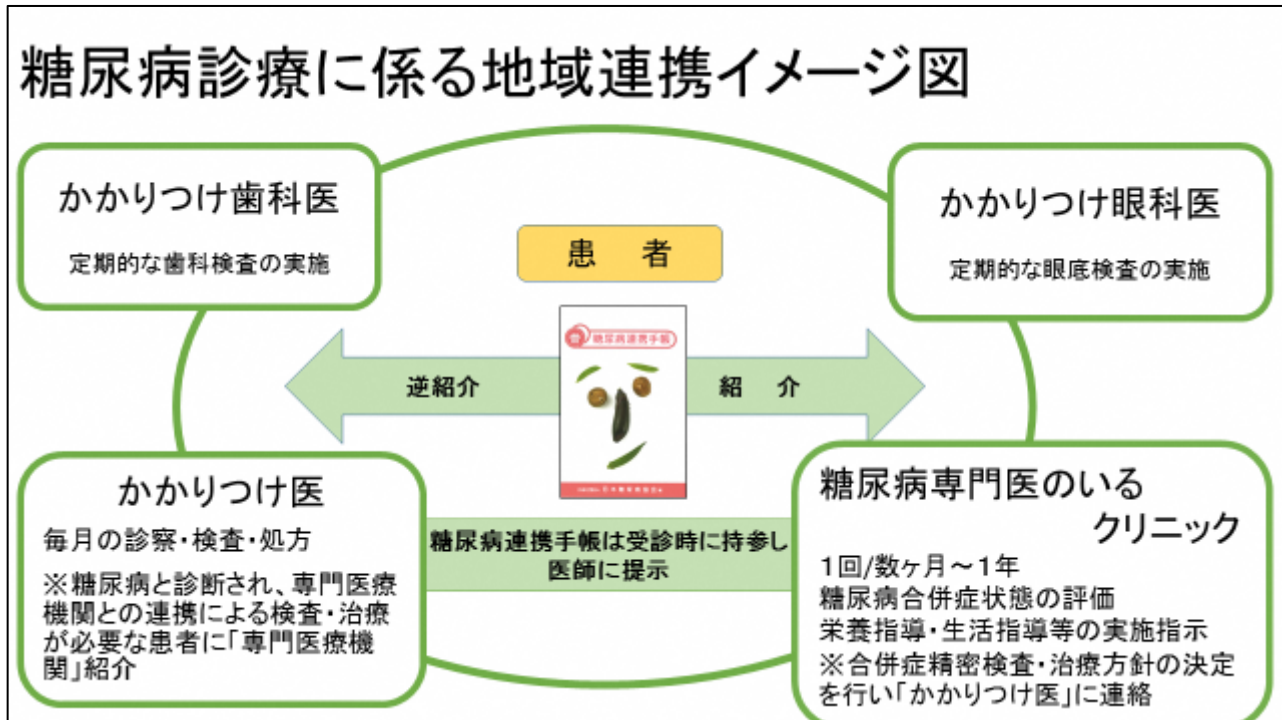 糖尿病診療に係る地域連携イメージ図
かかりつけ歯科医
定期的な歯科検査の実施
かかりつけ眼科医
定期的な眼底検査の実施
患　者
糖尿病連携手帳
逆紹介
紹　介
かかりつけ医
毎月の診察・検査・処方
※糖尿病と診断され、専門医療
機関との連携による検査・治療
が必要な患者に「専門医療機
関」紹介
糖尿病連携手帳は受診時に持参し
医師に提示
糖尿病専門医のいる
クリニック
1回/数ヶ月～1年
糖尿病合併症状態の評価
栄養指導・生活指導等の実施指示
※合併症精密検査・治療方針の決定
を行い「かかりつけ医」に連絡